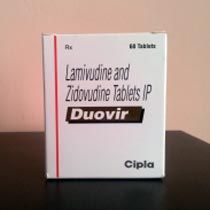 Rx 60 Tablets
Lamivudine and
Zidovudine Tablets IP
Duovir
Cipla